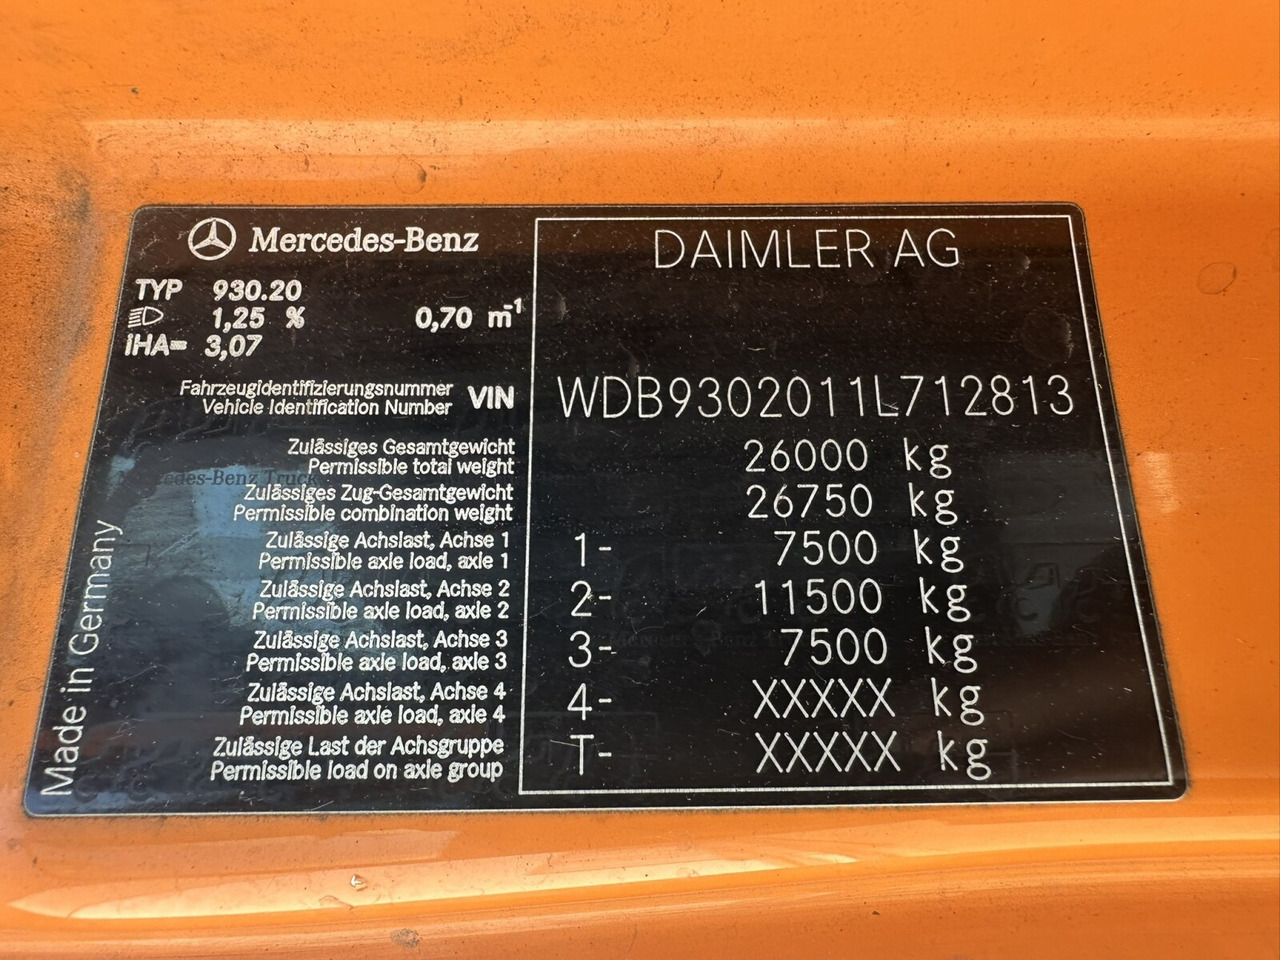 Mercedes-Benz
DAIMLER AG
TYP 930.20
1,25 % 0,70 m⁻¹
iHA= 3,07
Fahrzeugidentifizierungsnummer
Vehicle Identification Number VIN WDB9302011L712813
Zulässiges Gesamtgewicht
Permissible total weight 26000 kg
Zulässiges Zug-Gesamtgewicht
Permissible combination weight 26750 kg
Zulässige Achslast, Achse 1
Permissible axle load, axle 1 1- 7500 kg
Zulässige Achslast, Achse 2
Permissible axle load, axle 2 2- 11500 kg
Zulässige Achslast, Achse 3
Permissible axle load, axle 3 3- 7500 kg
Zulässige Achslast, Achse 4
Permissible axle load, axle 4 4- XXXXX kg
Zulässige Last der Achsgruppe
Permissible load on axle group T- XXXXX kg
Made in Germany